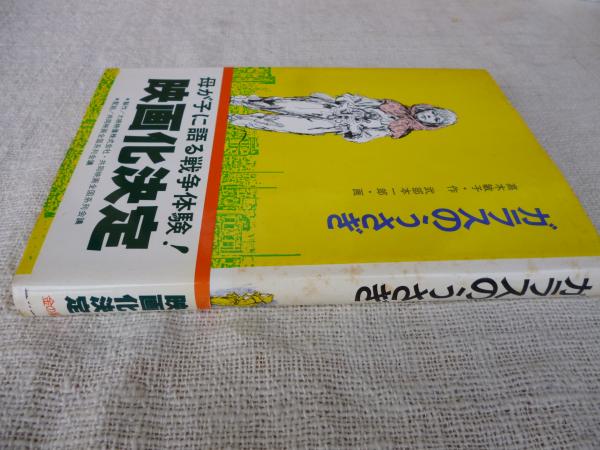 ガラスのうさぎ
高木敏子・作 武部本一郎・画
母が子に語る戦争体験!
映画化決定
ガラスのうさぎ
映画化決定
金の